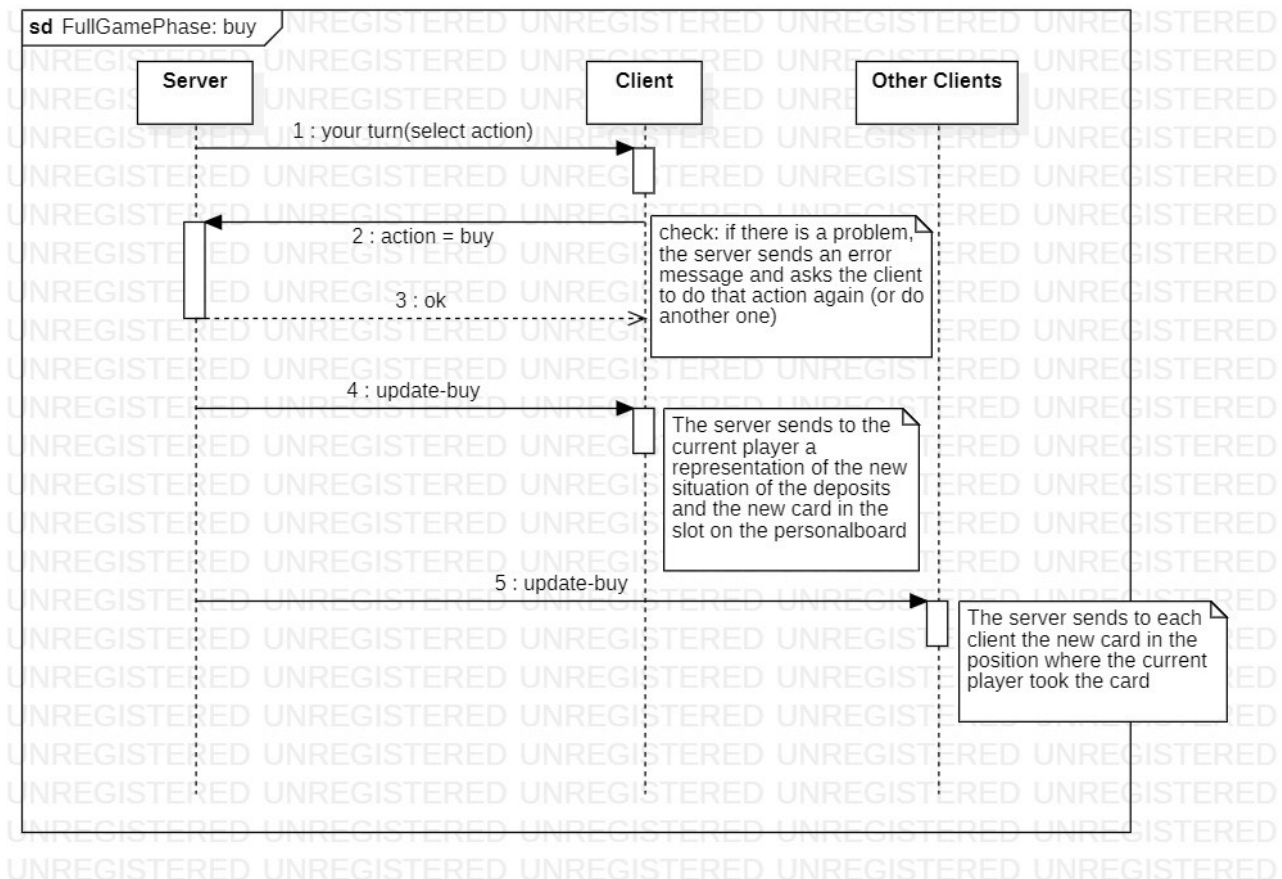 sd FullGamePhase: buy
Server
Client
Other Clients
1 : your turn(select action)
2 : action = buy
check: if there is a problem,
the server sends an error
message and asks the client
to do that action again (or do
another one)
3 : ok
4 : update-buy
The server sends to the
current player a
representation of the new
situation of the deposits
and the new card in the
slot on the personalboard
5 : update-buy
The server sends to each
client the new card in the
position where the current
player took the card
UNREGISTERED